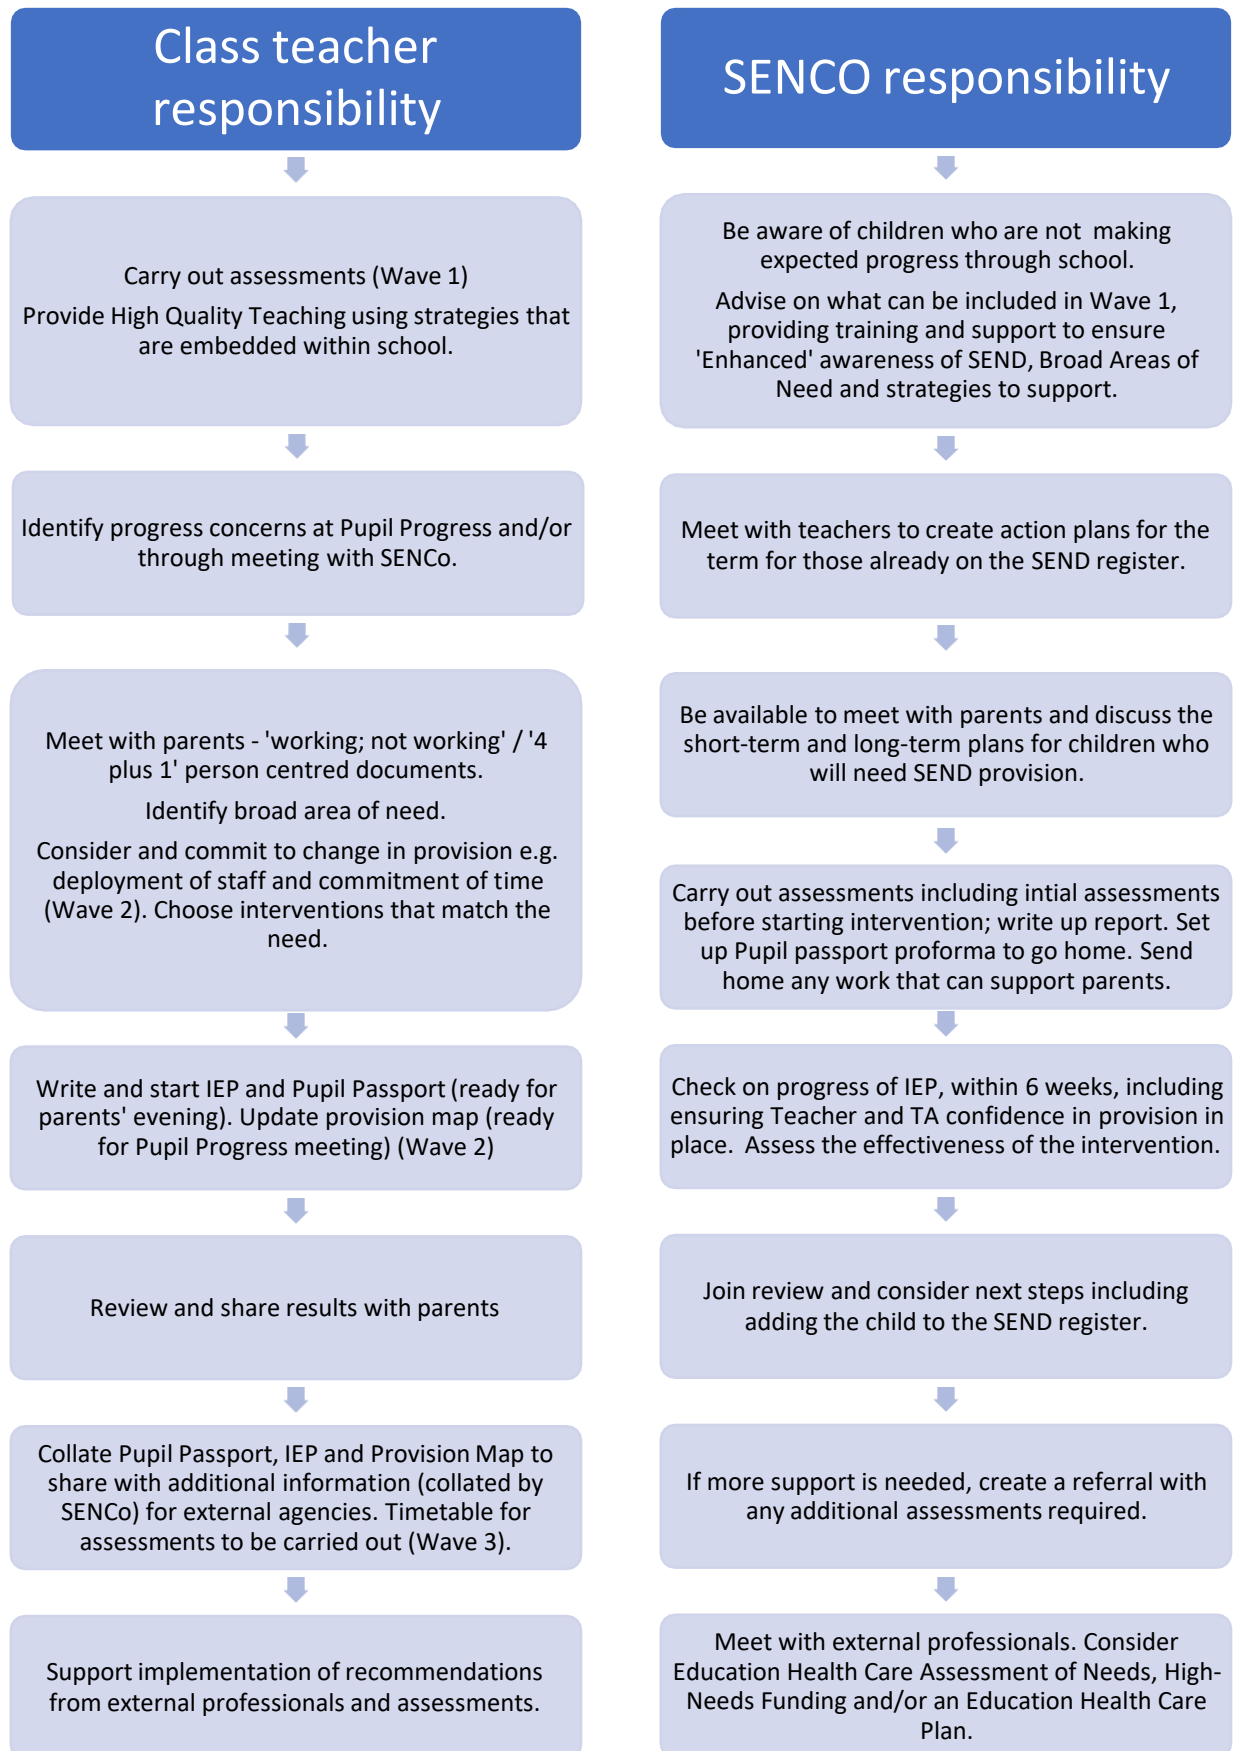 Class teacher
responsibility
Carry out assessments (Wave 1)
Provide High Quality Teaching using strategies that
are embedded within school.
Identify progress concerns at Pupil Progress and/or
through meeting with SENCo.
Meet with parents - 'working; not working' / '4
plus 1' person centred documents.
Identify broad area of need.
Consider and commit to change in provision e.g.
deployment of staff and commitment of time
(Wave 2). Choose interventions that match the
need.
Write and start IEP and Pupil Passport (ready for
parents' evening). Update provision map (ready
for Pupil Progress meeting) (Wave 2)
Review and share results with parents
Collate Pupil Passport, IEP and Provision Map to
share with additional information (collated by
SENCo) for external agencies. Timetable for
assessments to be carried out (Wave 3).
Support implementation of recommendations
from external professionals and assessments.
SENCO responsibility
Be aware of children who are not  making
expected progress through school.
Advise on what can be included in Wave 1,
providing training and support to ensure
'Enhanced' awareness of SEND, Broad Areas of
Need and strategies to support.
Meet with teachers to create action plans for the
term for those already on the SEND register.
Be available to meet with parents and discuss the
short-term and long-term plans for children who
will need SEND provision.
Carry out assessments including intial assessments
before starting intervention; write up report. Set
up Pupil passport proforma to go home. Send
home any work that can support parents.
Check on progress of IEP, within 6 weeks, including
ensuring Teacher and TA confidence in provision in
place.  Assess the effectiveness of the intervention.
Join review and consider next steps including
adding the child to the SEND register.
If more support is needed, create a referral with
any additional assessments required.
Meet with external professionals. Consider
Education Health Care Assessment of Needs, High-
Needs Funding and/or an Education Health Care
Plan.